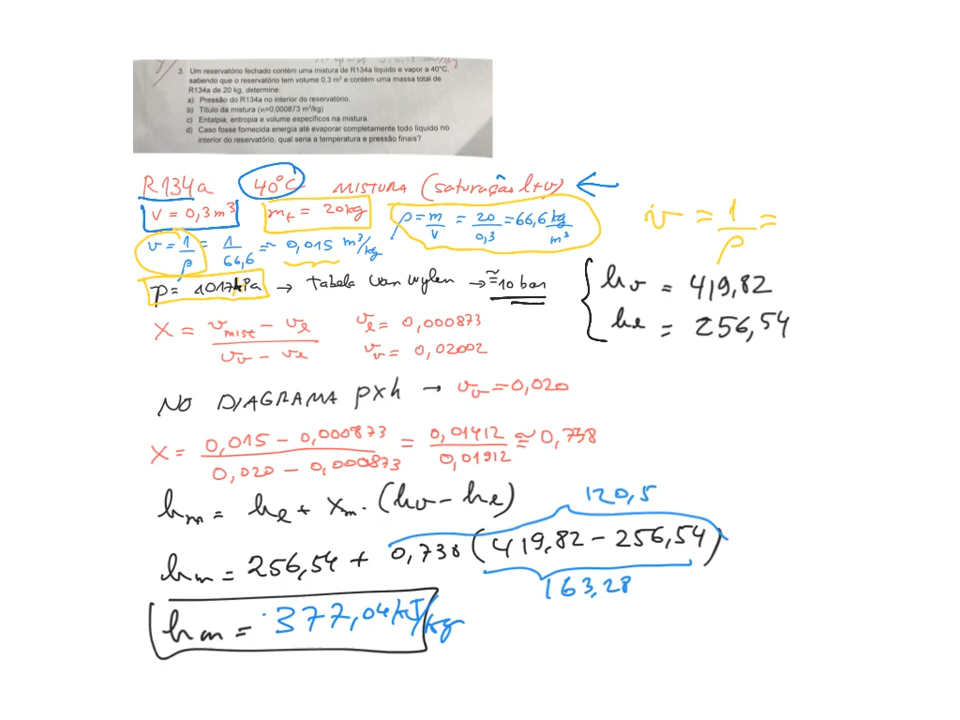 3. Um reservatório fechado contém uma mistura de R134a líquido e vapor a 40°C,
sabendo que o reservatório tem volume 0,3 m³ e contém uma massa total de
R134a de 20 kg, determine:
a) Pressão do R134a no interior do reservatório.
b) Título da mistura (vl=0,000873 m³/kg)
c) Entalpia, entropia e volume específicos na mistura.
d) Caso fosse fornecida energia até evaporar completamente todo líquido no
interior do reservatório, qual seria a temperatura e pressão finais?
R134a 40°C MISTURA (saturação l+v) ←
V = 0,3 m³ mt = 20kg ρ = m/V = 20/0,3 = 66,6 kg/m³
v = 1/ρ = 1/66,6 ≈ 0,015 m³/kg
v = 1/ρ =
p = 1017kPa → tabela Van wylen → ≅ 10 bar
hv = 419,82
hl = 256,54
X = (vmist - vl)/(vv - vl) vl = 0,000873
vv = 0,02002
NO DIAGRAMA pxh → vv = 0,020
X = (0,015 - 0,000873)/(0,020 - 0,000873) = 0,01412/0,01912 ≅ 0,738
hm = hl + Xm . (hv - hl)
120,5
hm = 256,54 + 0,738 (419,82 - 256,54)
163,28
hm = 377,04 kJ/kg